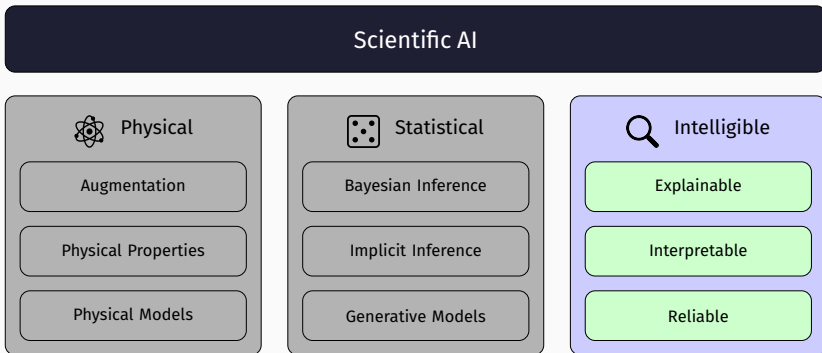 Scientific AI
Physical
Augmentation
Physical Properties
Physical Models
Statistical
Bayesian Inference
Implicit Inference
Generative Models
Intelligible
Explainable
Interpretable
Reliable